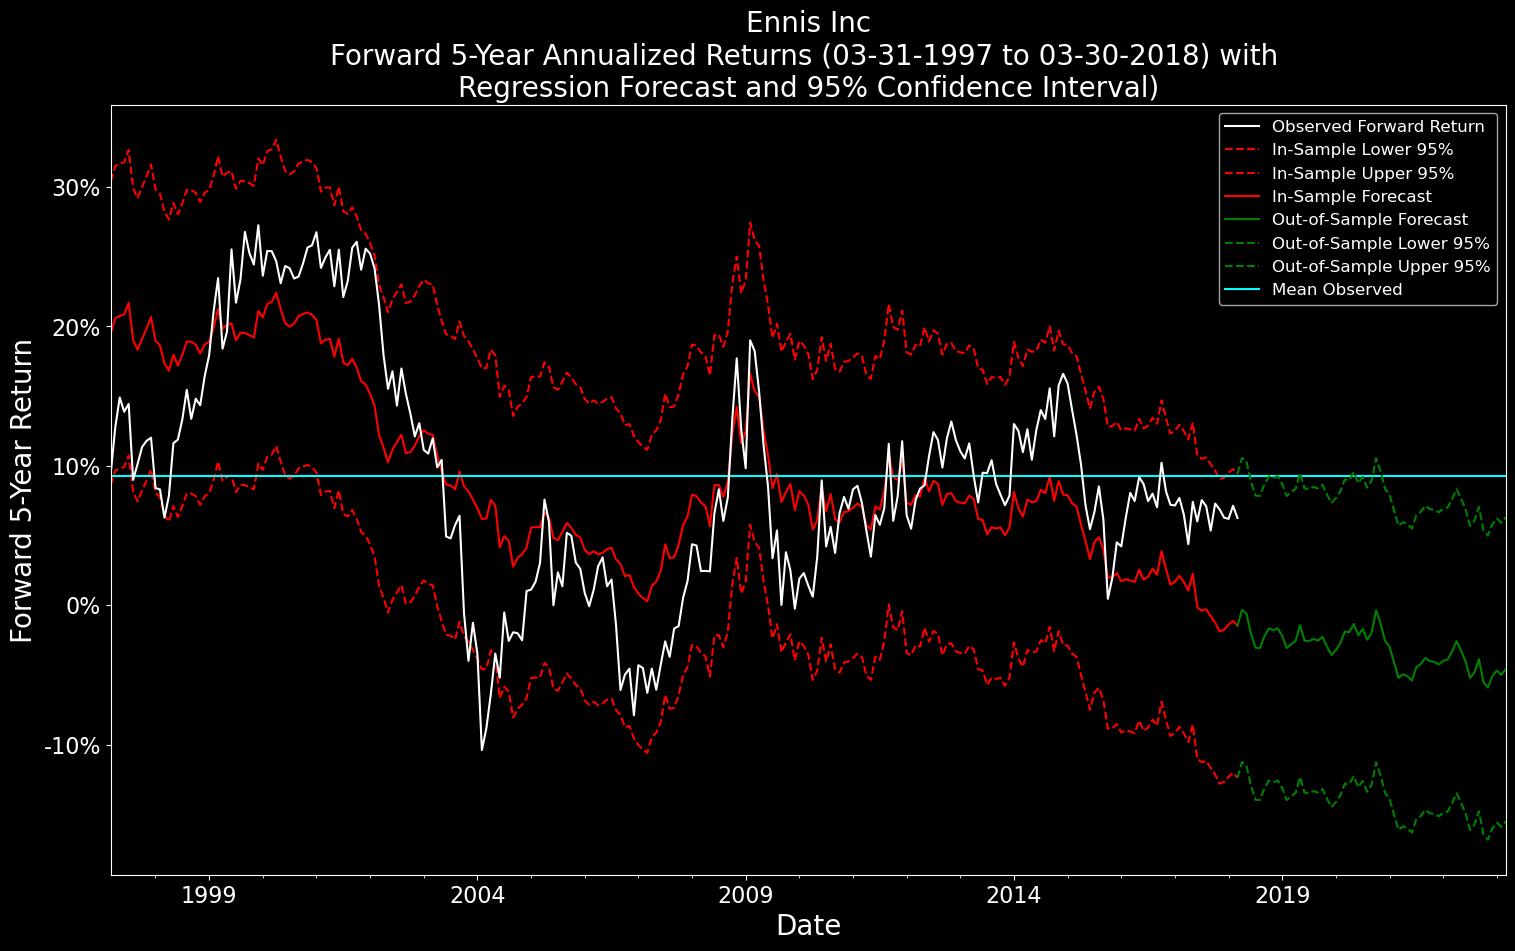 Ennis Inc
Forward 5-Year Annualized Returns (03-31-1997 to 03-30-2018) with
Regression Forecast and 95% Confidence Interval)
Observed Forward Return
In-Sample Lower 95%
In-Sample Upper 95%
In-Sample Forecast
Out-of-Sample Forecast
Out-of-Sample Lower 95%
Out-of-Sample Upper 95%
Mean Observed
Forward 5-Year Return
30%
20%
10%
0%
-10%
1999
2004
2009
2014
2019
Date